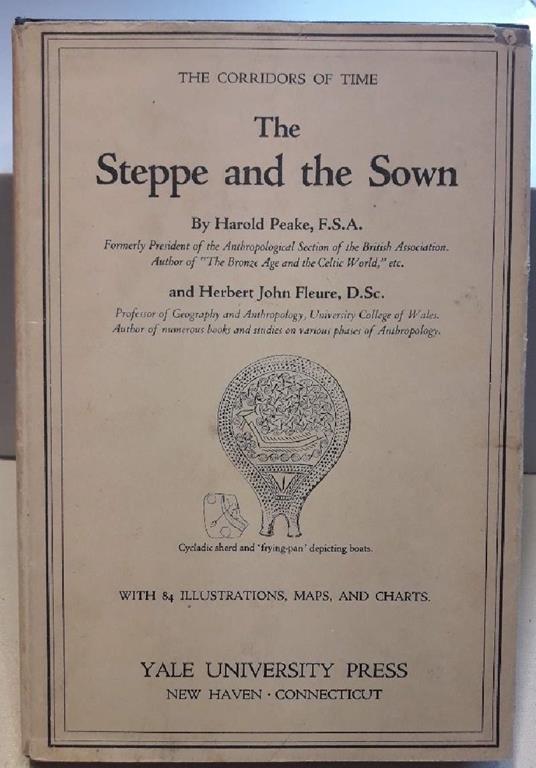 THE CORRIDORS OF TIME
The
Steppe and the Sown
By Harold Peake, F.S.A.
Formerly President of the Anthropological Section of the British Association.
Author of "The Bronze Age and the Celtic World," etc.
and Herbert John Fleure, D.Sc.
Professor of Geography and Anthropology, University College of Wales.
Author of numerous books and studies on various phases of Anthropology.
Cycladic sherd and 'frying-pan' depicting boats.
WITH 84 ILLUSTRATIONS, MAPS, AND CHARTS.
YALE UNIVERSITY PRESS
NEW HAVEN · CONNECTICUT